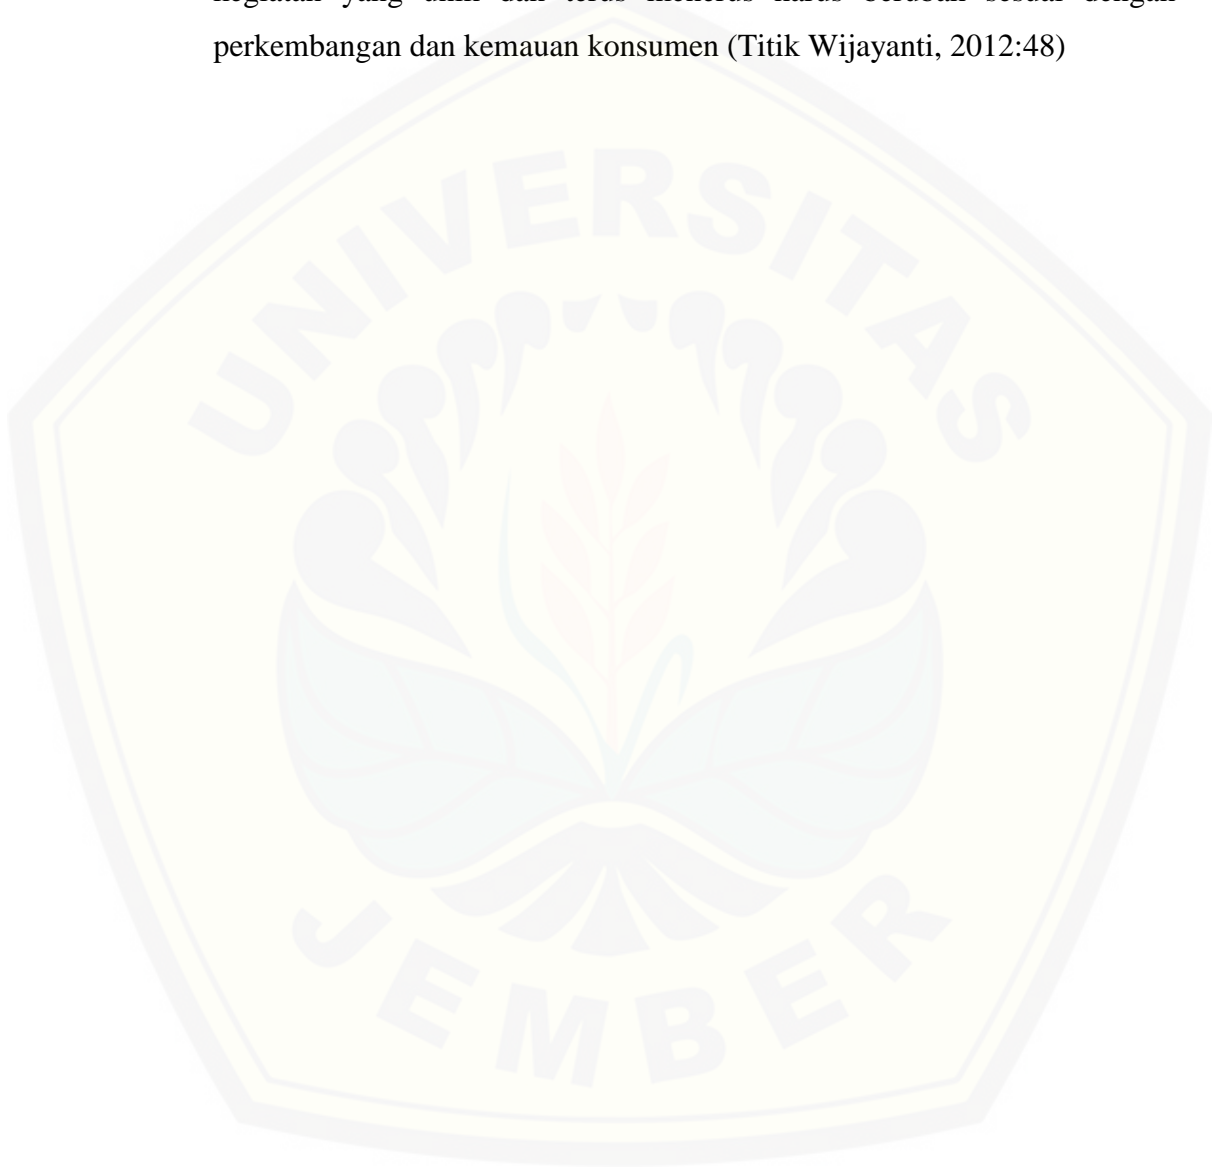 kegiatan yang unik dan terus menerus harus berubah sesuai dengan
perkembangan dan kemauan konsumen (Titik Wijayanti, 2012:48)
UNIVERSITAS
JEMBER